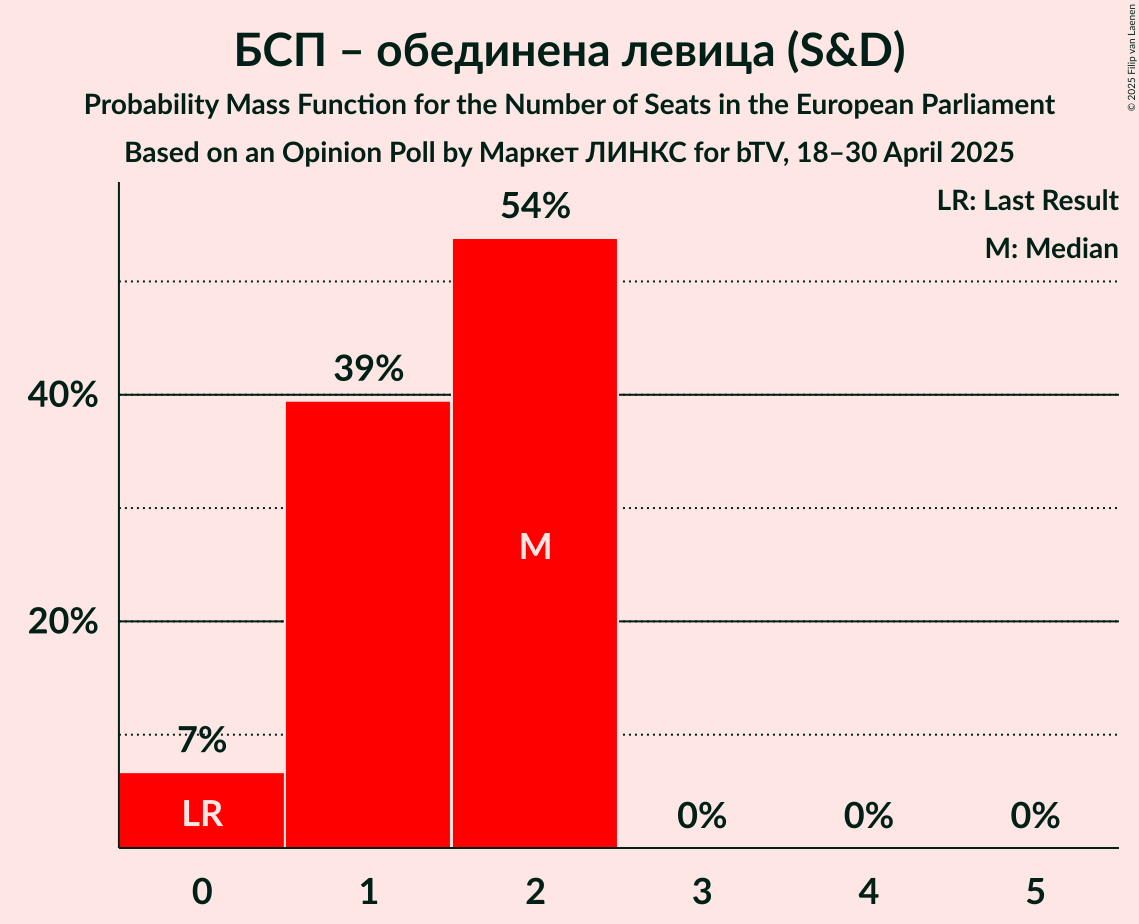 БСП – обединена левица (S&D)
Probability Mass Function for the Number of Seats in the European Parliament
Based on an Opinion Poll by Маркет ЛИНКС for bTV, 18–30 April 2025
© 2025 Filip van Laenen
LR: Last Result
M: Median
54%
39%
40%
M
20%
7%
LR
0%
0%
0%
0
1
2
3
4
5